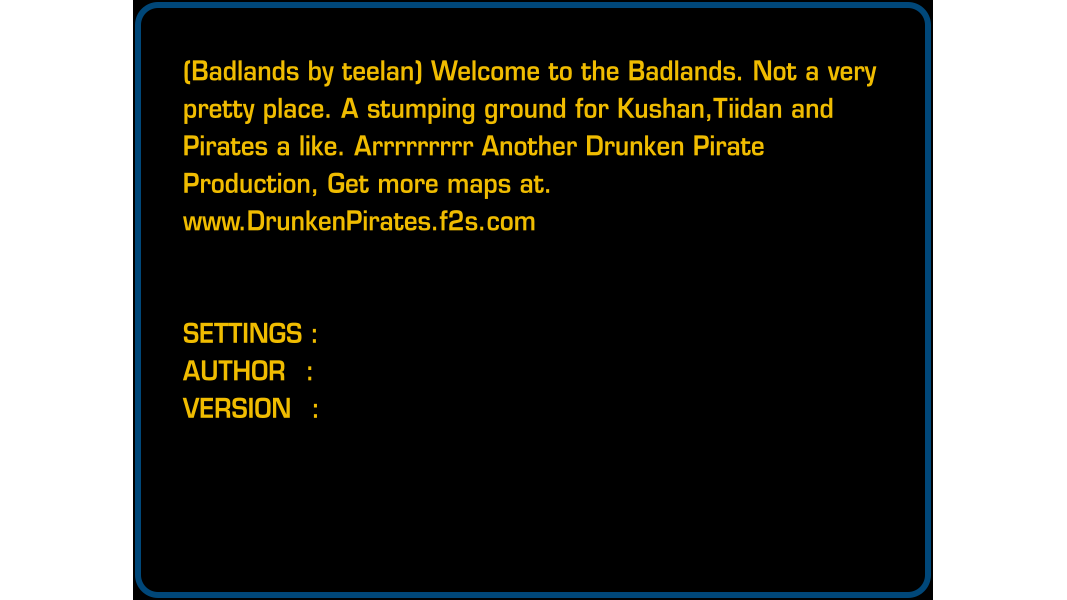 (Badlands by teelan) Welcome to the Badlands. Not a very
pretty place. A stumping ground for Kushan,Tiidan and
Pirates a like. Arrrrrrrrr Another Drunken Pirate
Production, Get more maps at.
www.DrunkenPirates.f2s.com
SETTINGS :
AUTHOR :
VERSION :